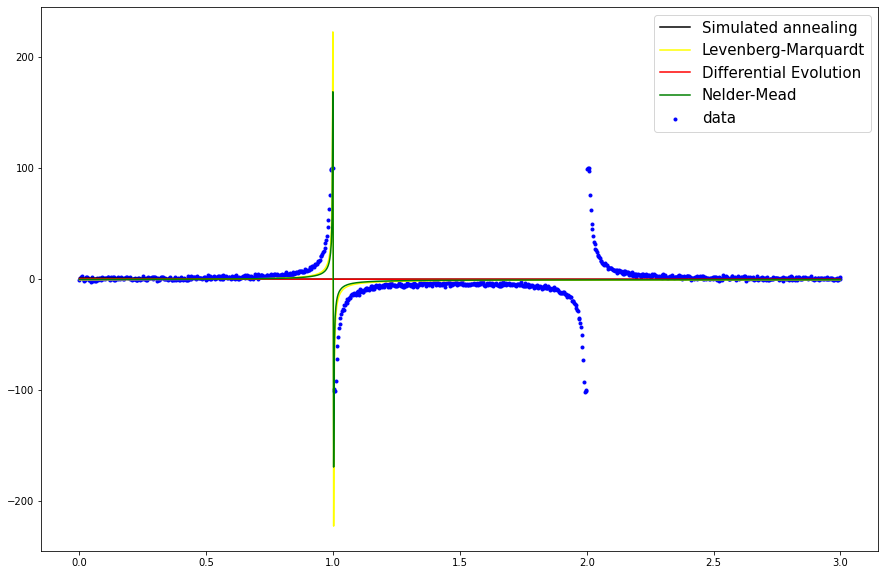 Simulated annealing
Levenberg-Marquardt
Differential Evolution
Nelder-Mead
data
200
100
0
−100
−200
0.0 0.5 1.0 1.5 2.0 2.5 3.0